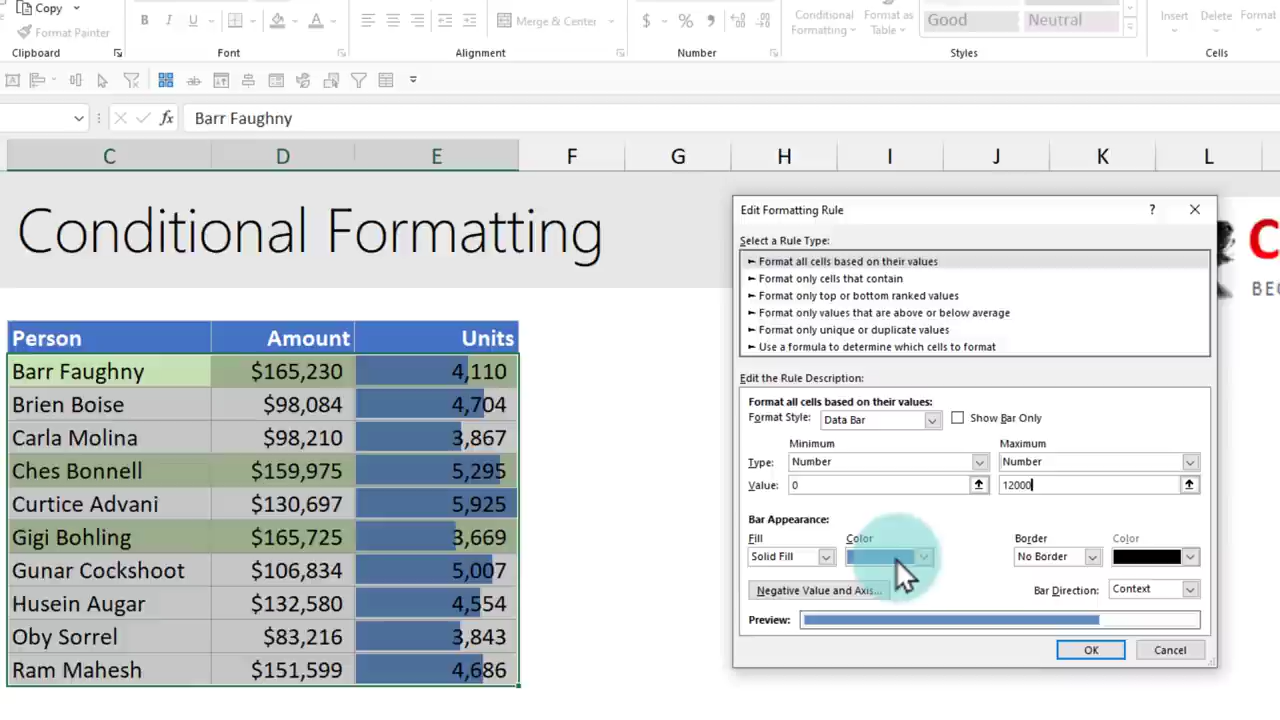 Copy
Format Painter
B I U A
Merge & Center
$ % ,
Conditional Formatting
Format as Table
Good Neutral
Insert Delete Format
Clipboard Font Alignment Number Styles Cells
fx Barr Faughny
C D E F G H I J K L
Conditional Formatting
Person Amount Units
Barr Faughny $165,230 4,110
Brien Boise $98,084 4,704
Carla Molina $98,210 3,867
Ches Bonnell $159,975 5,295
Curtice Advani $130,697 5,925
Gigi Bohling $165,725 3,669
Gunar Cockshoot $106,834 5,007
Husein Augar $132,580 4,554
Oby Sorrel $83,216 3,843
Ram Mahesh $151,599 4,686
Edit Formatting Rule ?
Select a Rule Type:
► Format all cells based on their values
► Format only cells that contain
► Format only top or bottom ranked values
► Format only values that are above or below average
► Format only unique or duplicate values
► Use a formula to determine which cells to format
Edit the Rule Description:
Format all cells based on their values:
Format Style: Data Bar Show Bar Only
Minimum Maximum
Type: Number Number
Value: 0 12000
Bar Appearance:
Fill Color Border Color
Solid Fill No Border
Negative Value and Axis... Bar Direction: Context
Preview:
OK Cancel